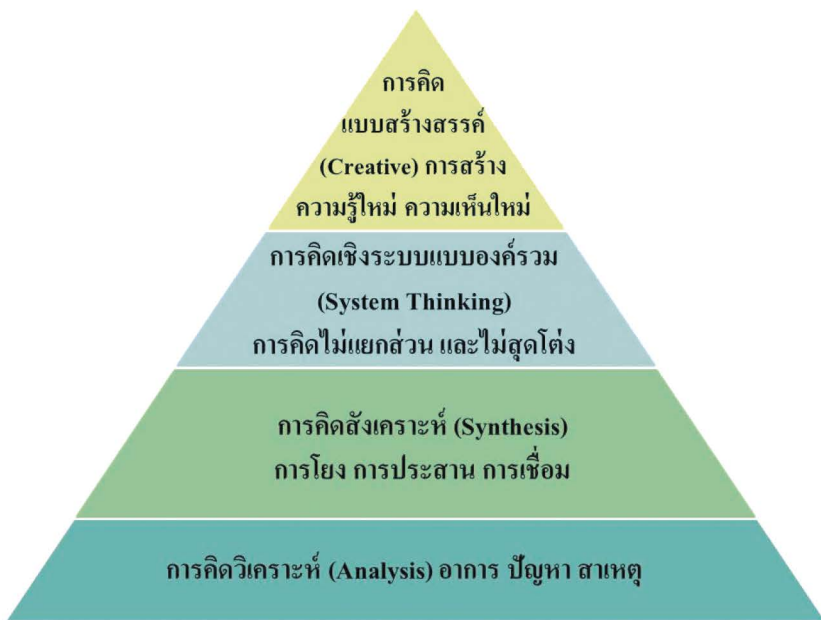 การคิด
แบบสร้างสรรค์
(Creative) การสร้าง
ความรู้ใหม่ ความเห็นใหม่
การคิดเชิงระบบแบบองค์รวม
(System Thinking)
การคิดไม่แยกส่วน และไม่สุดโต่ง
การคิดสังเคราะห์ (Synthesis)
การโยง การประสาน การเชื่อม
การคิดวิเคราะห์ (Analysis) อาการ ปัญหา สาเหตุ